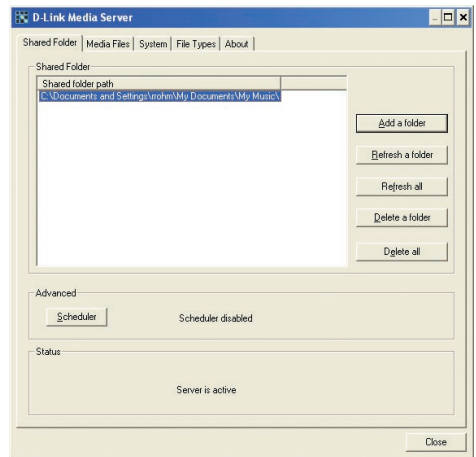 D-Link Media Server
Shared Folder Media Files System File Types About
Shared Folder
Shared folder path
C:\Documents and Settings\rrohm\My Documents\My Music\
Add a folder
Refresh a folder
Refresh all
Delete a folder
Delete all
Advanced
Scheduler
Scheduler disabled
Status
Server is active
Close